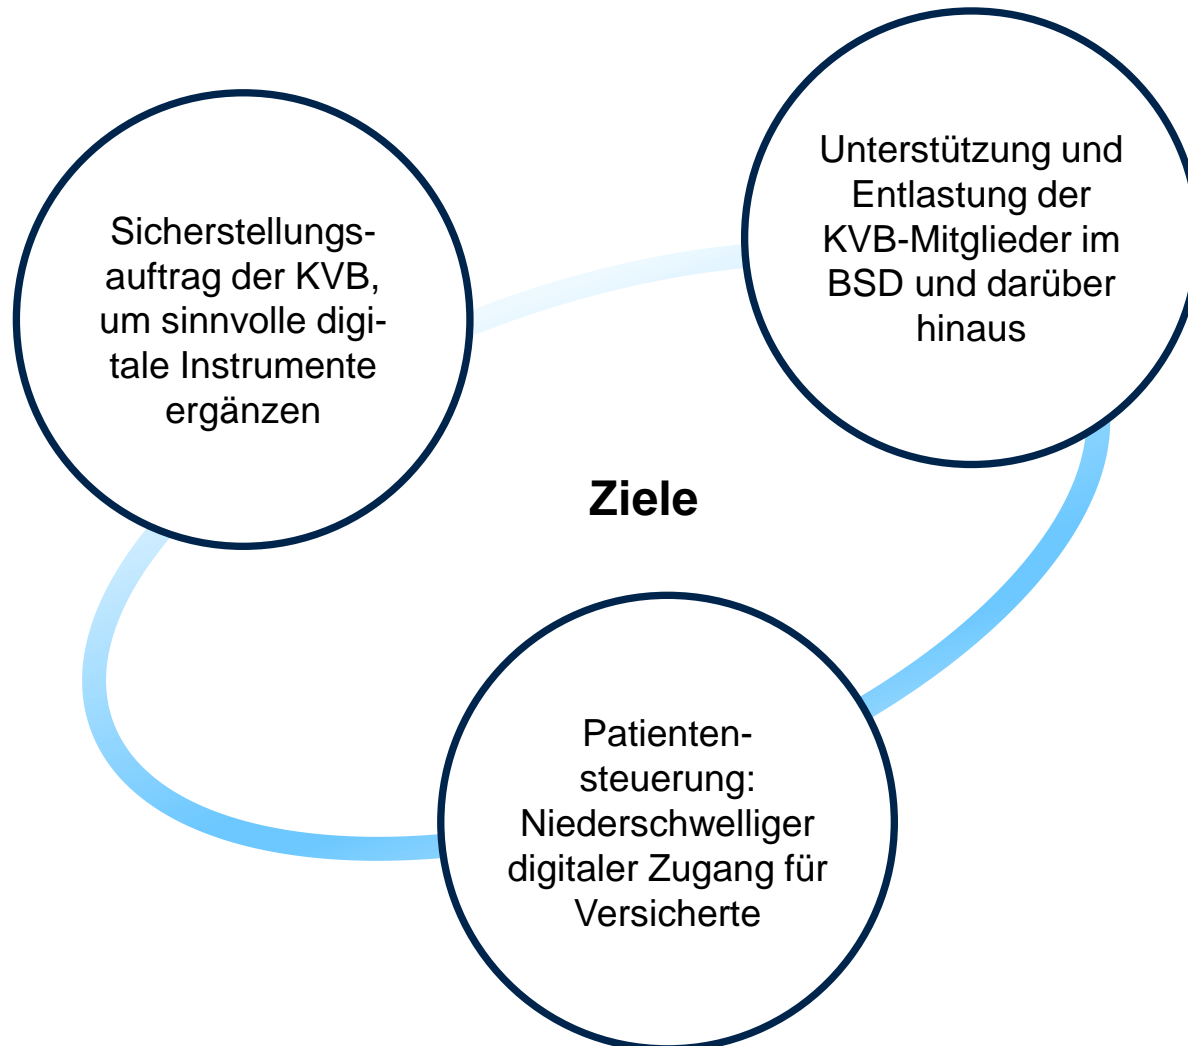 Sicherstellungs-
auftrag der KVB,
um sinnvolle digi-
tale Instrumente
ergänzen
Unterstützung und
Entlastung der
KVB-Mitglieder im
BSD und darüber
hinaus
Ziele
Patienten-
steuerung:
Niederschwelliger
digitaler Zugang für
Versicherte